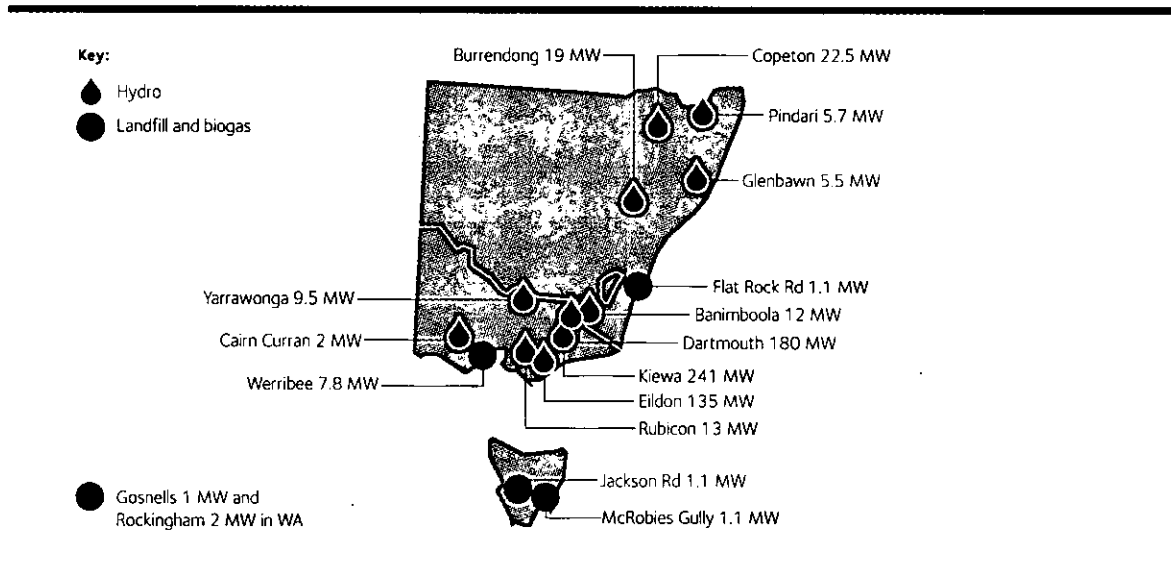 Key:
Hydro
Landfill and biogas
Burrendong 19 MW
Copeton 22.5 MW
Pindari 5.7 MW
Glenbawn 5.5 MW
Yarrawonga 9.5 MW
Flat Rock Rd 1.1 MW
Banimboola 12 MW
Cairn Curran 2 MW
Dartmouth 180 MW
Werribee 7.8 MW
Kiewa 241 MW
Eildon 135 MW
Rubicon 13 MW
Jackson Rd 1.1 MW
McRobies Gully 1.1 MW
Gosnells 1 MW and
Rockingham 2 MW in WA